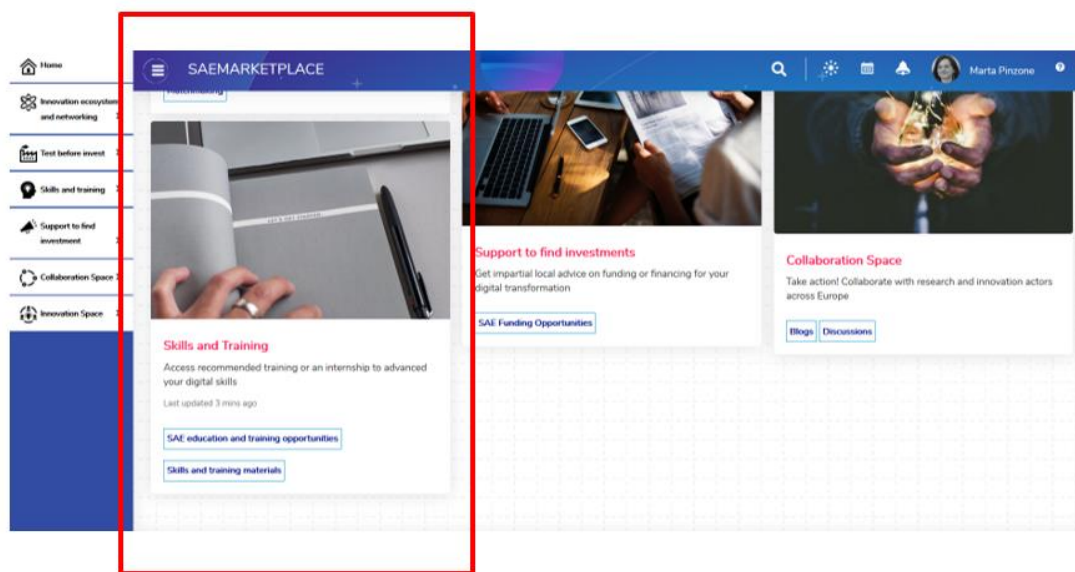 Home
Innovation ecosystem
and networking
Test before invest
Skills and training
Support to find
investment
Collaboration Space
Innovation Space
SAEMARKETPLACE
Marta Pinzone
Matchmaking
Skills and Training
Access recommended training or an internship to advanced
your digital skills
Last updated 3 mins ago
SAE education and training opportunities
Skills and training materials
Support to find investments
Get impartial local advice on funding or financing for your
digital transformation
SAE Funding Opportunities
Collaboration Space
Take action! Collaborate with research and innovation actors
across Europe
Blogs
Discussions